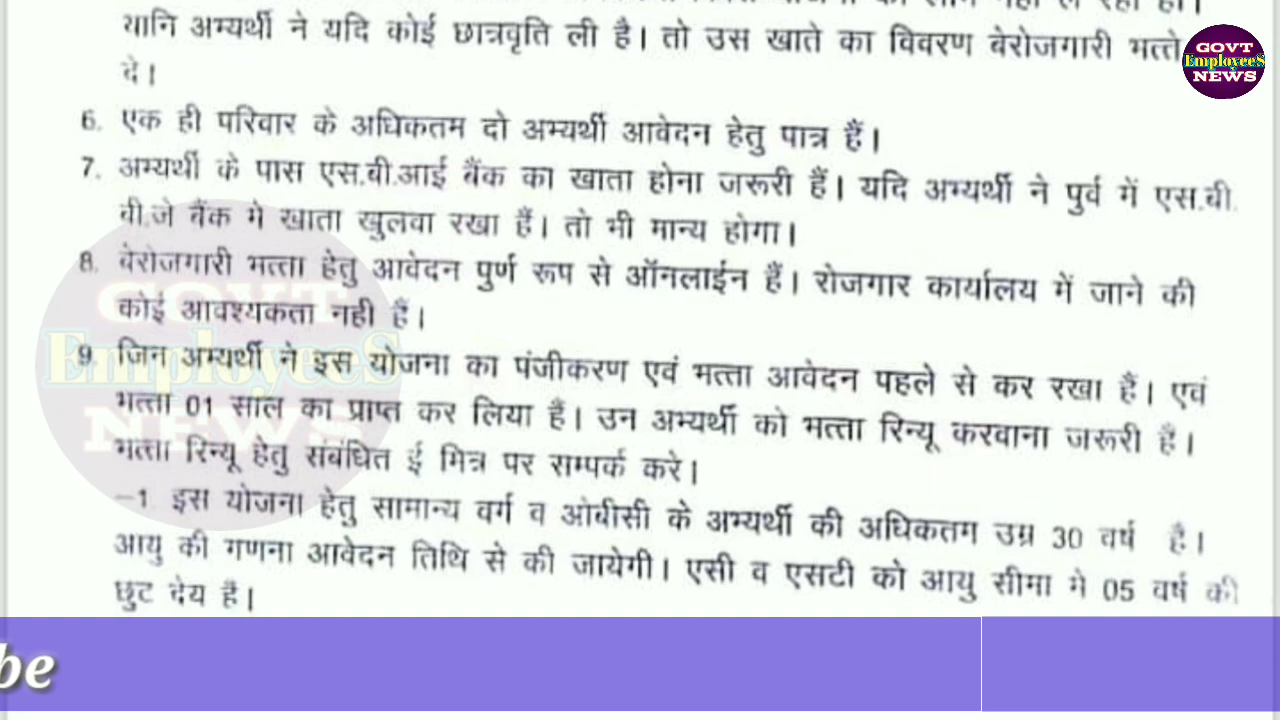 यानि अभ्यर्थी ने यदि कोई छात्रवृति ली है। तो उस खाते का विवरण बेरोजगारी भत्ते
दे।
6. एक ही परिवार के अधिकतम दो अभ्यर्थी आवेदन हेतु पात्र हैं।
7. अभ्यर्थी के पास एस.बी.आई बैंक का खाता होना जरूरी हैं। यदि अभ्यर्थी ने पुर्व में एस.बी.
बी.जे बैंक मे खाता खुलवा रखा हैं। तो भी मान्य होगा।
8. बेरोजगारी भत्ता हेतु आवेदन पुर्ण रूप से ऑनलाईन हैं। रोजगार कार्यालय में जाने की
कोई आवश्यकता नही हैं।
9. जिन अभ्यर्थी ने इस योजना का पंजीकरण एवं भत्ता आवेदन पहले से कर रखा हैं। एवं
भत्ता 01 साल का प्राप्त कर लिया हैं। उन अभ्यर्थी को भत्ता रिन्यू करवाना जरूरी हैं।
भत्ता रिन्यू हेतु संबंधित ई मित्र पर सम्पर्क करे।
–1 इस योजना हेतु सामान्य वर्ग व ओबीसी के अभ्यर्थी की अधिकतम उम्र 30 वर्ष है।
आयु की गणना आवेदन तिथि से की जायेगी। एसी व एसटी को आयु सीमा मे 05 वर्ष की
छुट देय है।
GOVT
EmployeeS
NEWS
GOVT
EmployeeS
NEWS
be